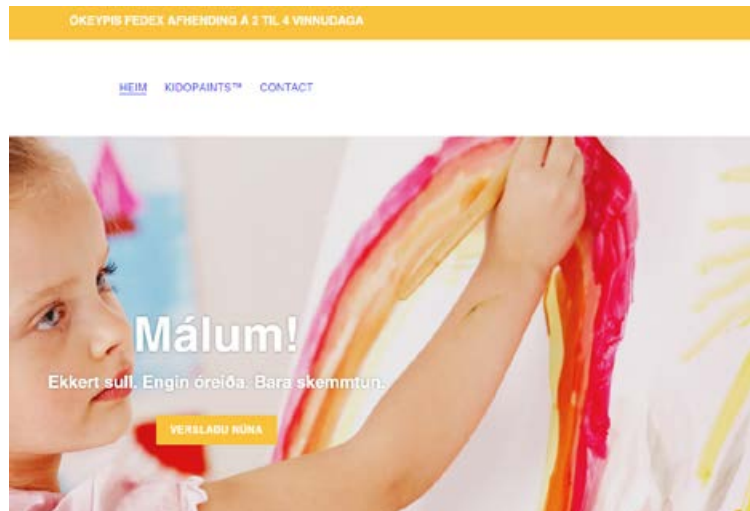 ÓKEYPIS FEDEX AFHENDING Á 2 TIL 4 VINNUDAGA
HEIM KIDOPAINTS™ CONTACT
Málum!
Ekkert sull. Engin óreiða. Bara skemmtun.
VERSLAÐU NÚNA